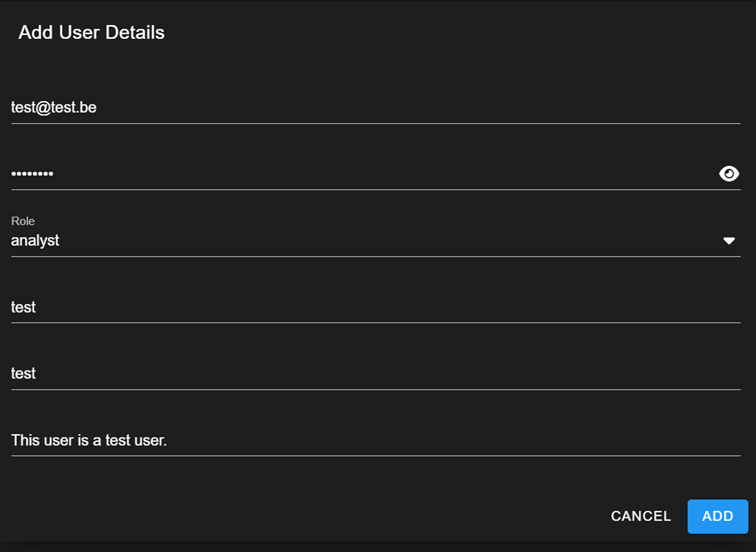 Add User Details
test@test.be
••••••••
Role
analyst
test
test
This user is a test user.
CANCEL ADD